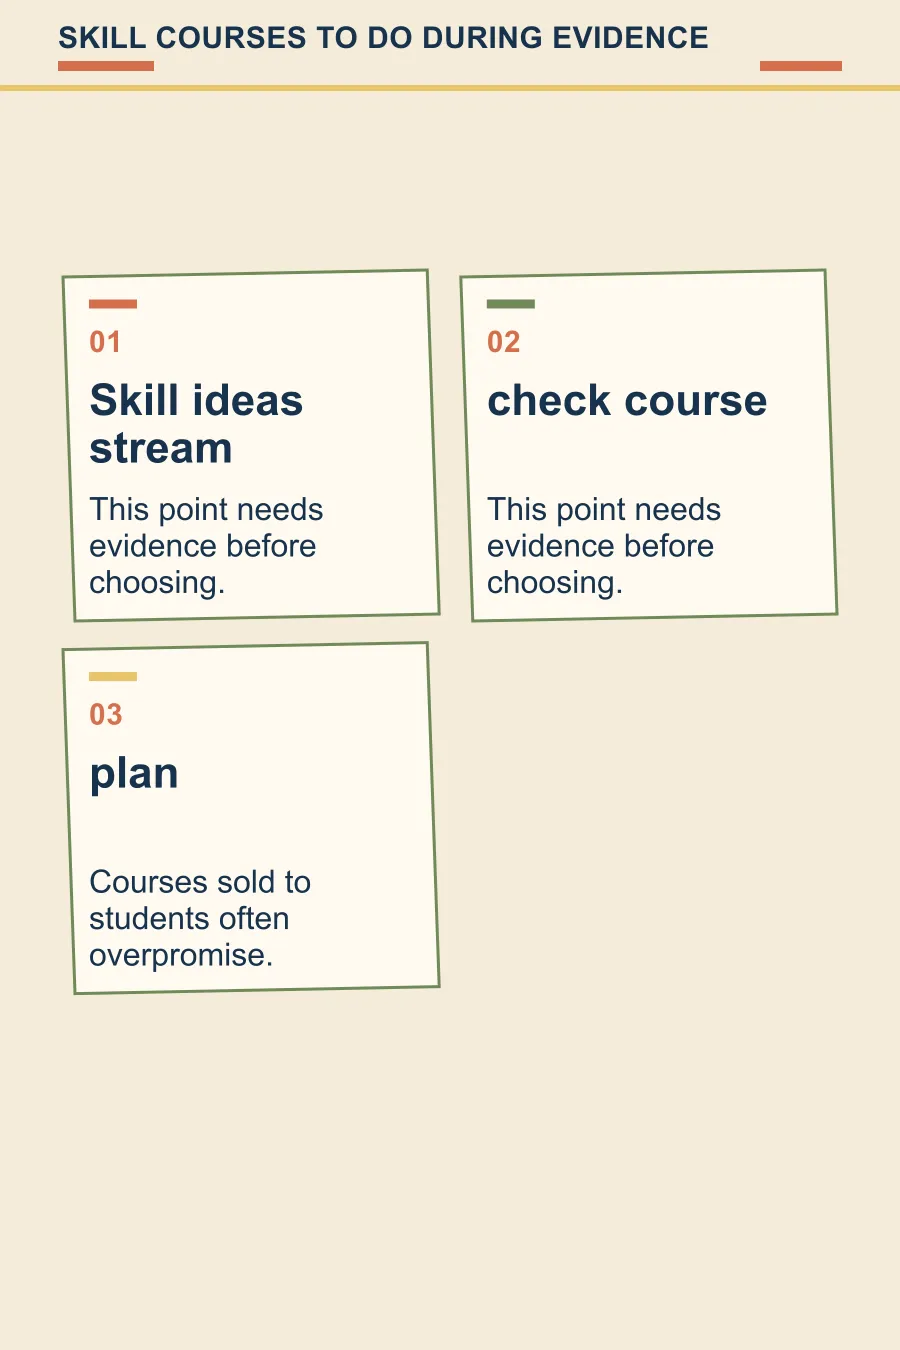 SKILL COURSES TO DO DURING EVIDENCE
01
Skill ideas
stream
This point needs
evidence before
choosing.
02
check course
This point needs
evidence before
choosing.
03
plan
Courses sold to
students often
overpromise.